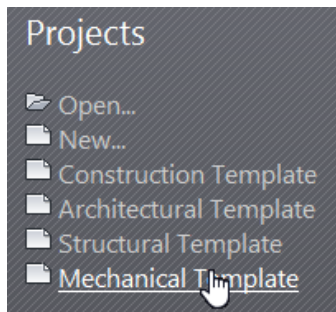 Projects
Open...
New...
Construction Template
Architectural Template
Structural Template
Mechanical Template